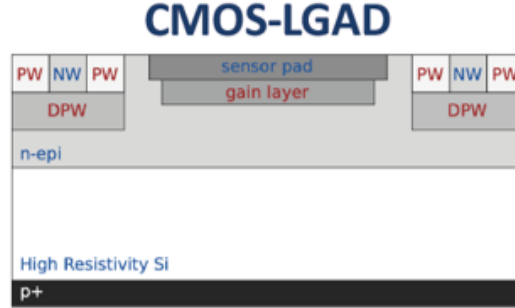 CMOS-LGAD
PW NW PW sensor pad PW NW PW
gain layer
DPW DPW
n-epi
High Resistivity Si
p+